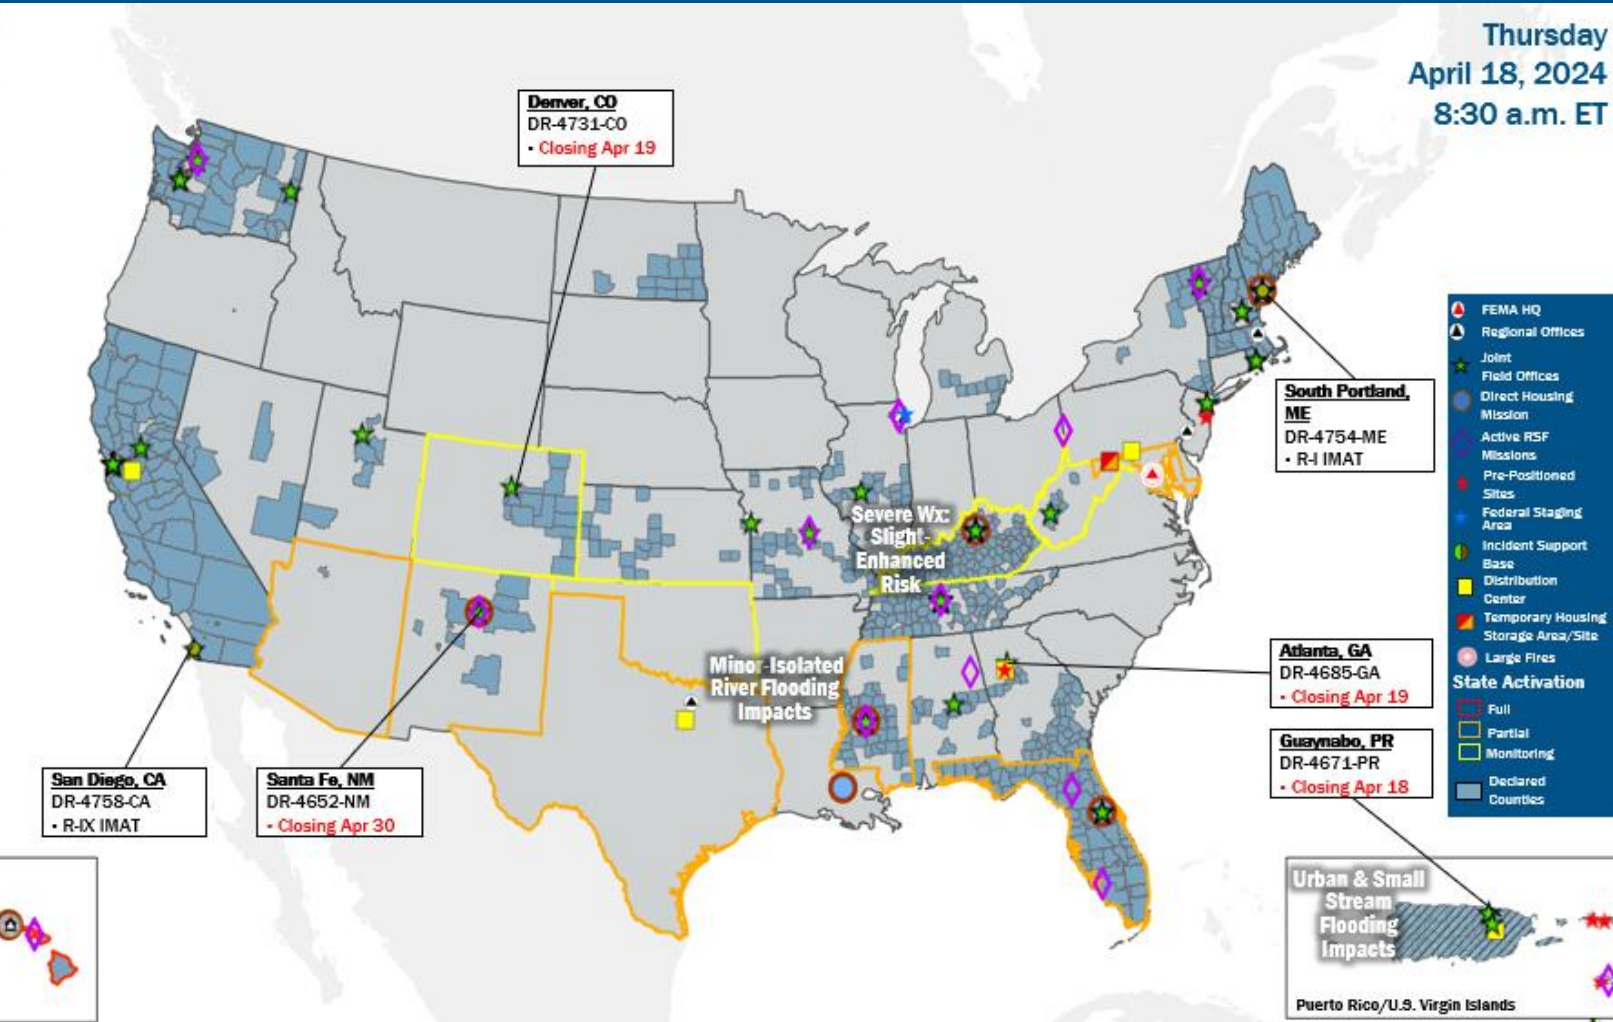 Thursday
April 18, 2024
8:30 a.m. ET
Denver, CO
DR-4731-CO
• Closing Apr 19
South Portland,
ME
DR-4754-ME
• R-I IMAT
Severe Wx:
Slight-
Enhanced
Risk
Minor-Isolated
River Flooding
Impacts
Atlanta, GA
DR-4685-GA
• Closing Apr 19
Guaynabo, PR
DR-4671-PR
• Closing Apr 18
San Diego, CA
DR-4758-CA
• R-IX IMAT
Santa Fe, NM
DR-4652-NM
• Closing Apr 30
FEMA HQ
Regional Offices
Joint
Field Offices
Direct Housing
Mission
Active RSF
Missions
Pre-Positioned
Sites
Federal Staging
Area
Incident Support
Base
Distribution
Center
Temporary Housing
Storage Area/Site
Large Fires
State Activation
Full
Partial
Monitoring
Declared
Counties
Urban & Small
Stream
Flooding
Impacts
Puerto Rico/U.S. Virgin Islands